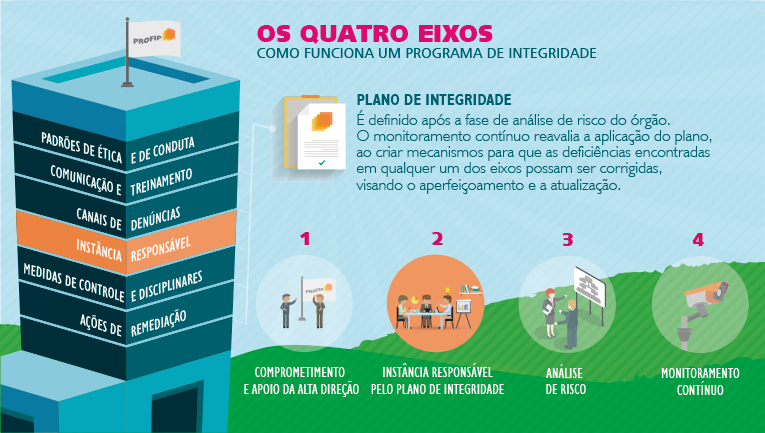 PROFIP
OS QUATRO EIXOS
COMO FUNCIONA UM PROGRAMA DE INTEGRIDADE
PLANO DE INTEGRIDADE
É definido após a fase de análise de risco do órgão.
O monitoramento contínuo reavalia a aplicação do plano,
ao criar mecanismos para que as deficiências encontradas
em qualquer um dos eixos possam ser corrigidas,
visando o aperfeiçoamento e a atualização.
PADRÕES DE ÉTICA E DE CONDUTA
COMUNICAÇÃO E TREINAMENTO
CANAIS DE DENÚNCIAS
INSTÂNCIA RESPONSÁVEL
MEDIDAS DE CONTROLE E DISCIPLINARES
AÇÕES DE REMEDIAÇÃO
1
PROFIP
COMPROMETIMENTO
E APOIO DA ALTA DIREÇÃO
2
INSTÂNCIA RESPONSÁVEL
PELO PLANO DE INTEGRIDADE
3
ANÁLISE
DE RISCO
4
MONITORAMENTO
CONTÍNUO